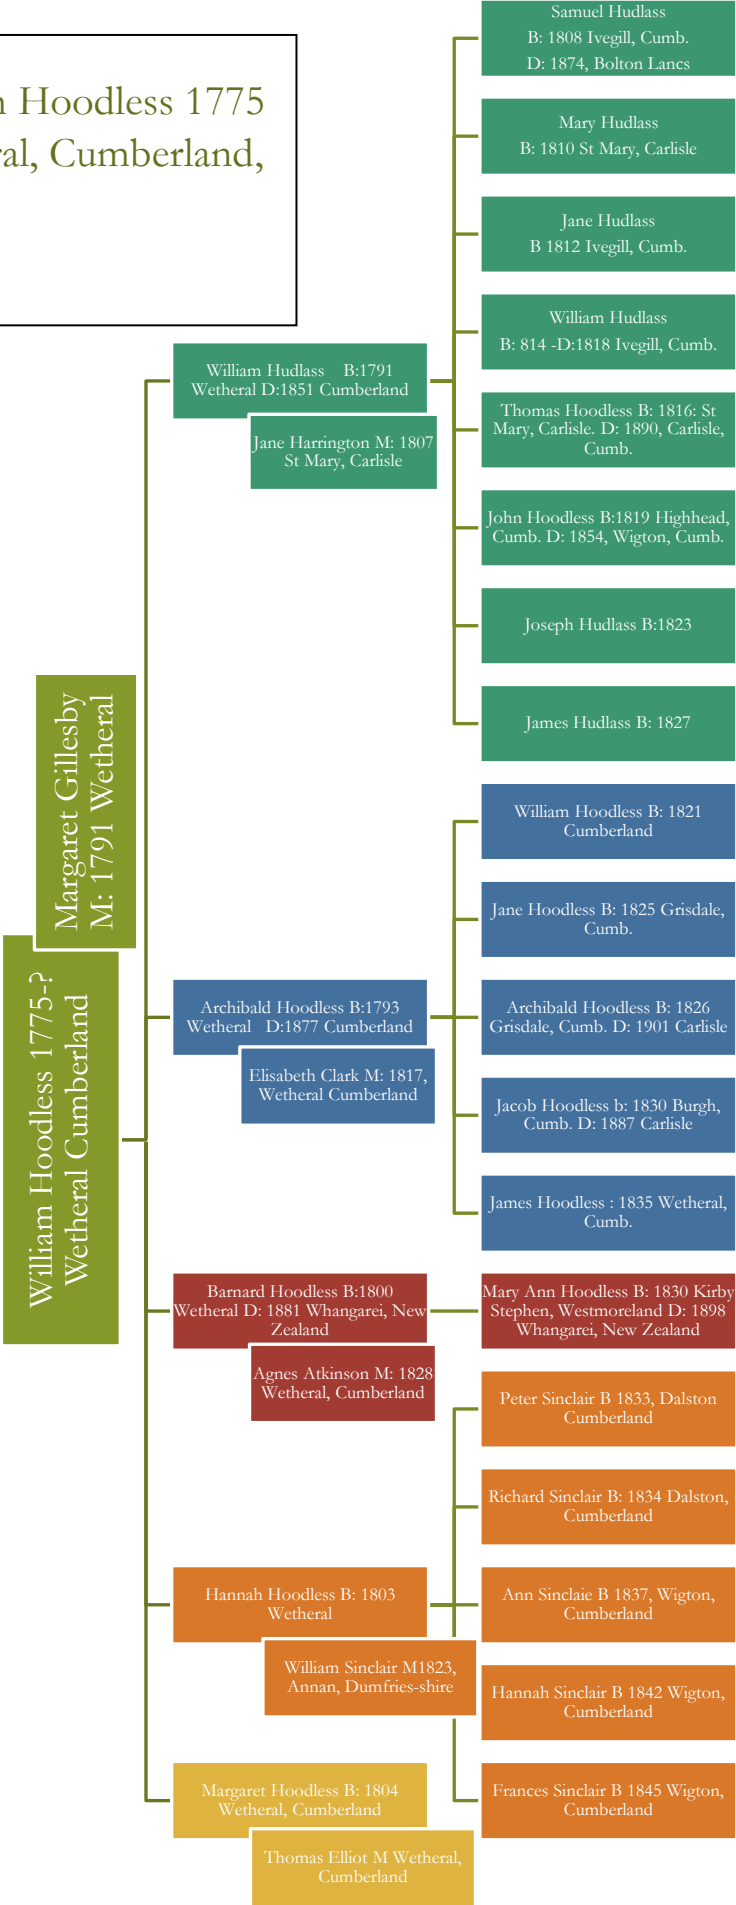 n Hoodless 1775
ral, Cumberland,
Samuel Hudlass
B: 1808 Ivegill, Cumb.
D: 1874, Bolton Lancs
Mary Hudlass
B: 1810 St Mary, Carlisle
Jane Hudlass
B 1812 Ivegill, Cumb.
William Hudlass
B: 814 -D:1818 Ivegill, Cumb.
William Hudlass B:1791
Wetheral D:1851 Cumberland
Jane Harrington M: 1807
St Mary, Carlisle
Thomas Hoodless B: 1816: St
Mary, Carlisle. D: 1890, Carlisle,
Cumb.
John Hoodless B:1819 Highhead,
Cumb. D: 1854, Wigton, Cumb.
Joseph Hudlass B:1823
James Hudlass B: 1827
Margaret Gillesby
M: 1791 Wetheral
William Hoodless 1775-?
Wetheral Cumberland
William Hoodless B: 1821
Cumberland
Jane Hoodless B: 1825 Grisdale,
Cumb.
Archibald Hoodless B:1793
Wetheral D:1877 Cumberland
Elisabeth Clark M: 1817,
Wetheral Cumberland
Archibald Hoodless B: 1826
Grisdale, Cumb. D: 1901 Carlisle
Jacob Hoodless b: 1830 Burgh,
Cumb. D: 1887 Carlisle
James Hoodless : 1835 Wetheral,
Cumb.
Barnard Hoodless B:1800
Wetheral D: 1881 Whangarei, New
Zealand
Agnes Atkinson M: 1828
Wetheral, Cumberland
Mary Ann Hoodless B: 1830 Kirby
Stephen, Westmoreland D: 1898
Whangarei, New Zealand
Peter Sinclair B 1833, Dalston
Cumberland
Richard Sinclair B: 1834 Dalston,
Cumberland
Hannah Hoodless B: 1803
Wetheral
William Sinclair M1823,
Annan, Dumfries-shire
Ann Sinclaie B 1837, Wigton,
Cumberland
Hannah Sinclair B 1842 Wigton,
Cumberland
Frances Sinclair B 1845 Wigton,
Cumberland
Margaret Hoodless B: 1804
Wetheral, Cumberland
Thomas Elliot M Wetheral,
Cumberland